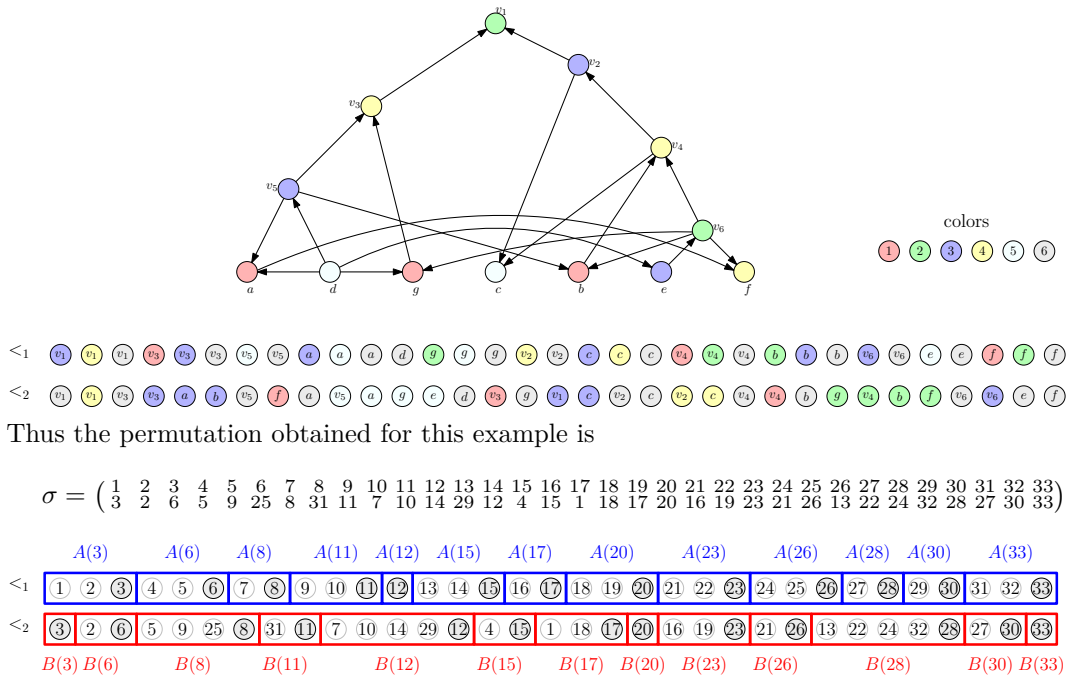 v1
v2
v3
v4
v5
v6
colors
1 2 3 4 5 6
a d g c b e f
<1 v1 v1 v1 v3 v3 v3 v5 v5 a a a d g g g v2 v2 c c c v4 v4 v4 b b b v6 v6 e e f f f
<2 v1 v1 v3 v3 a b v5 f a v5 a g e d v3 g v1 c v2 c v2 c v4 v4 b g v4 b f v6 v6 e f
Thus the permutation obtained for this example is
σ = ( 1 2 3 4 5 6 7 8 9 10 11 12 13 14 15 16 17 18 19 20 21 22 23 24 25 26 27 28 29 30 31 32 33
3 2 6 5 9 25 8 31 11 7 10 14 29 12 4 15 1 18 17 20 16 19 23 21 26 13 22 24 32 28 27 30 33 )
A(3) A(6) A(8) A(11) A(12) A(15) A(17) A(20) A(23) A(26) A(28) A(30) A(33)
<1 1 2 3 4 5 6 7 8 9 10 11 12 13 14 15 16 17 18 19 20 21 22 23 24 25 26 27 28 29 30 31 32 33
<2 3 2 6 5 9 25 8 31 11 7 10 14 29 12 4 15 1 18 17 20 16 19 23 21 26 13 22 24 32 28 27 30 33
B(3) B(6) B(8) B(11) B(12) B(15) B(17) B(20) B(23) B(26) B(28) B(30) B(33)